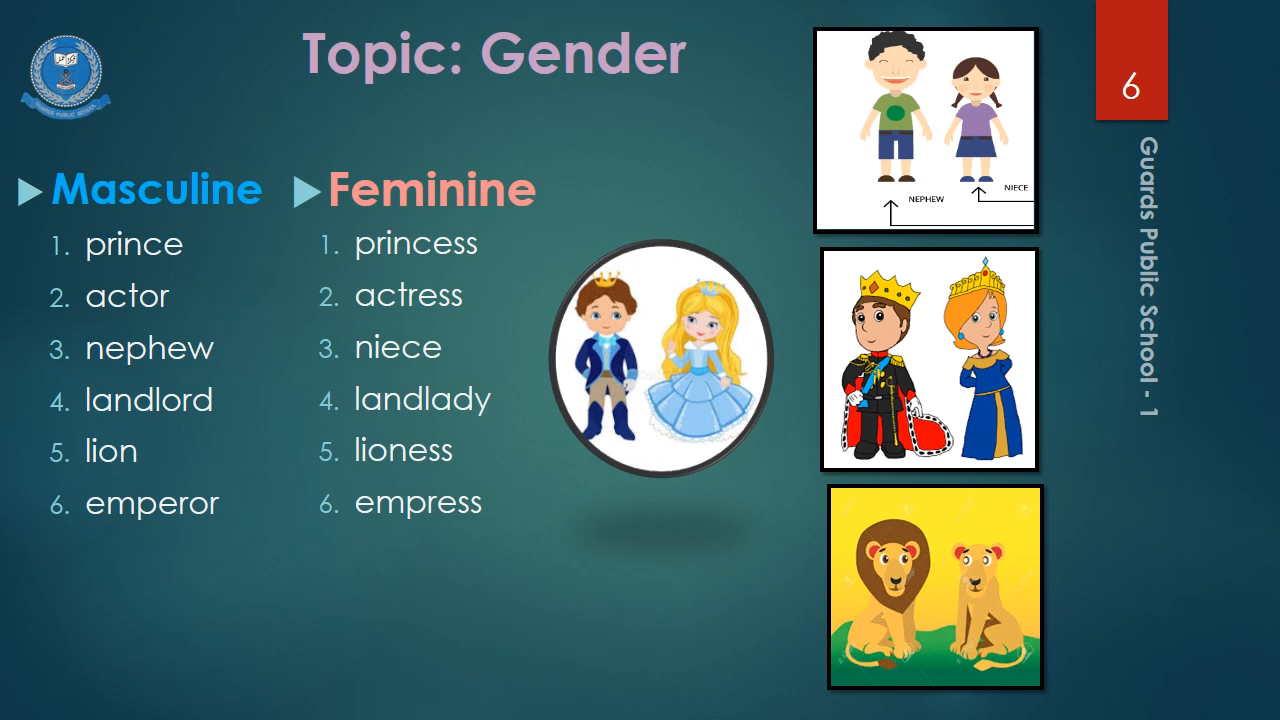 Topic: Gender
6
Guards Public School - 1
Masculine
1. prince
2. actor
3. nephew
4. landlord
5. lion
6. emperor
Feminine
1. princess
2. actress
3. niece
4. landlady
5. lioness
6. empress
NEPHEW
NIECE